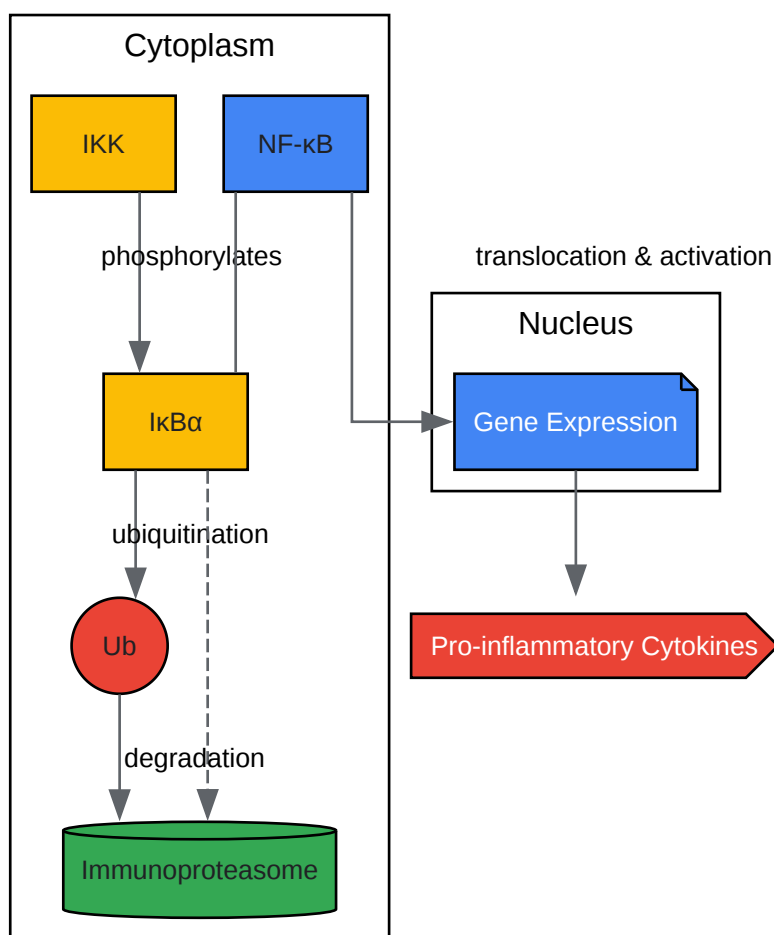 Cytoplasm
IKK
NF-κB
phosphorylates
translocation & activation
Nucleus
IκBα
Gene Expression
ubiquitination
Ub
Pro-inflammatory Cytokines
degradation
Immunoproteasome